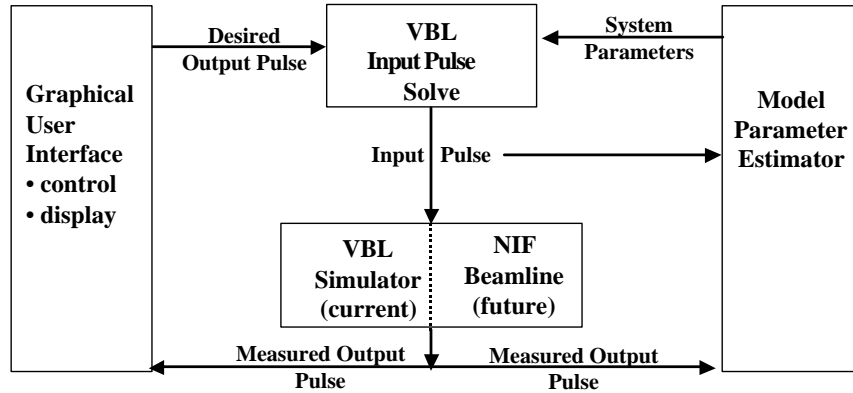 Graphical
User
Interface
• control
• display
Desired
Output Pulse
VBL
Input Pulse
Solve
System
Parameters
Model
Parameter
Estimator
Input Pulse
VBL
Simulator
(current)
NIF
Beamline
(future)
Measured Output
Pulse
Measured Output
Pulse